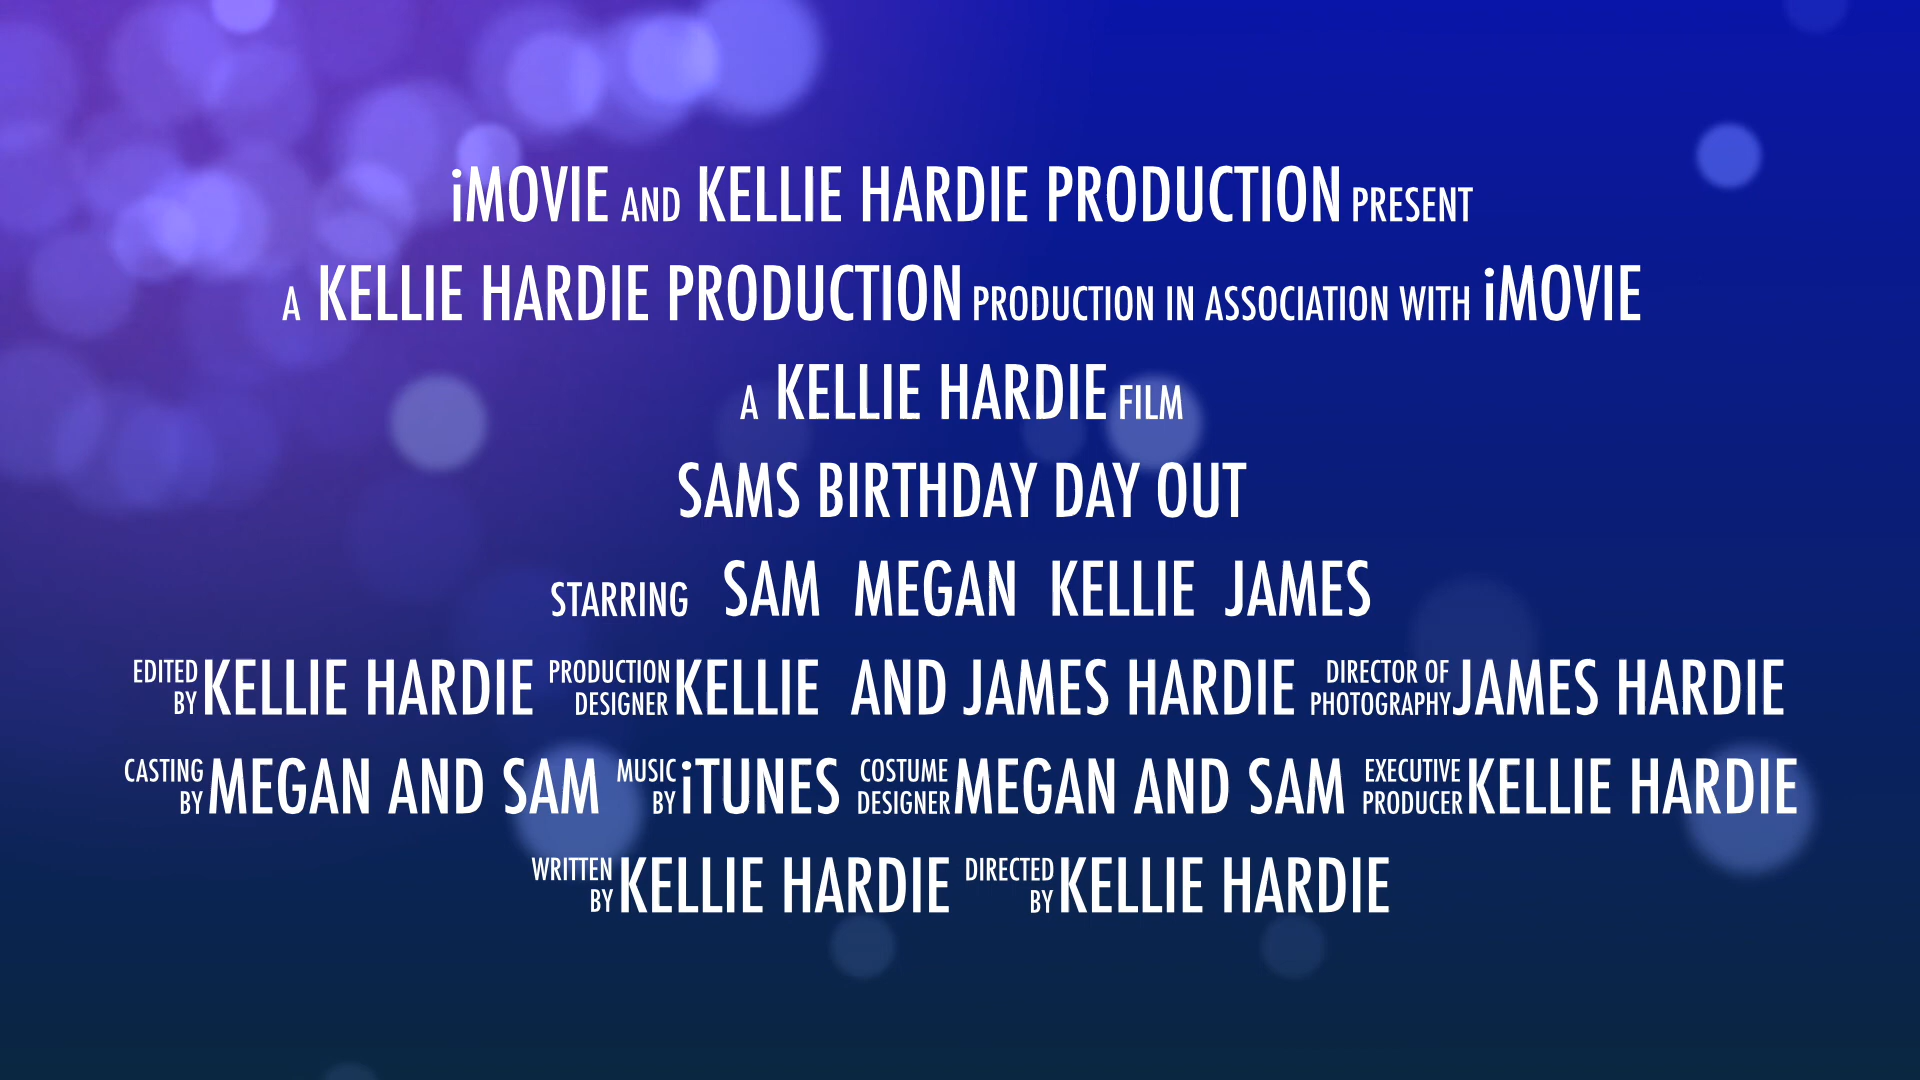 iMOVIE AND KELLIE HARDIE PRODUCTION PRESENT
A KELLIE HARDIE PRODUCTION PRODUCTION IN ASSOCIATION WITH iMOVIE
A KELLIE HARDIE FILM
SAMS BIRTHDAY DAY OUT
STARRING SAM MEGAN KELLIE JAMES
EDITED BY KELLIE HARDIE PRODUCTION DESIGNER KELLIE AND JAMES HARDIE DIRECTOR OF PHOTOGRAPHY JAMES HARDIE
CASTING BY MEGAN AND SAM MUSIC BY iTUNES COSTUME DESIGNER MEGAN AND SAM EXECUTIVE PRODUCER KELLIE HARDIE
WRITTEN BY KELLIE HARDIE DIRECTED BY KELLIE HARDIE